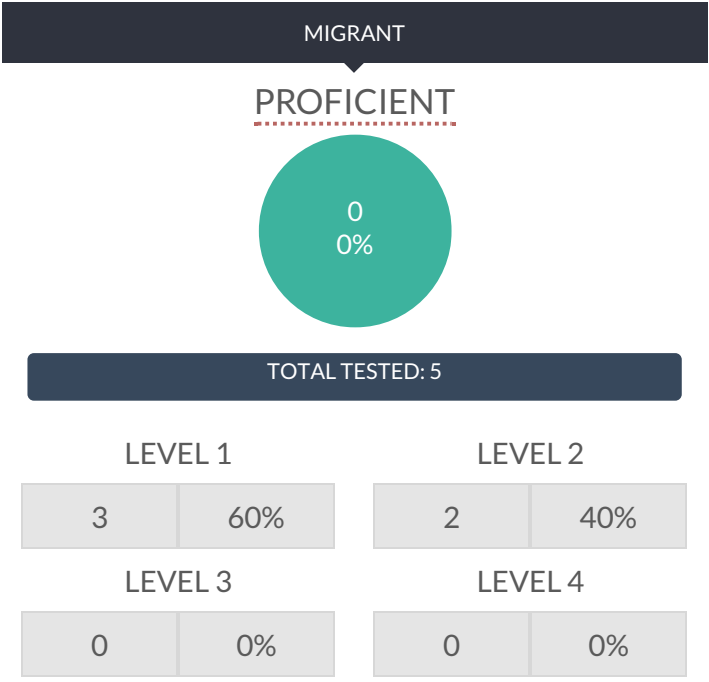 MIGRANT
PROFICIENT
0
0%
TOTAL TESTED: 5
LEVEL 1
3 60%
LEVEL 2
2 40%
LEVEL 3
0 0%
LEVEL 4
0 0%